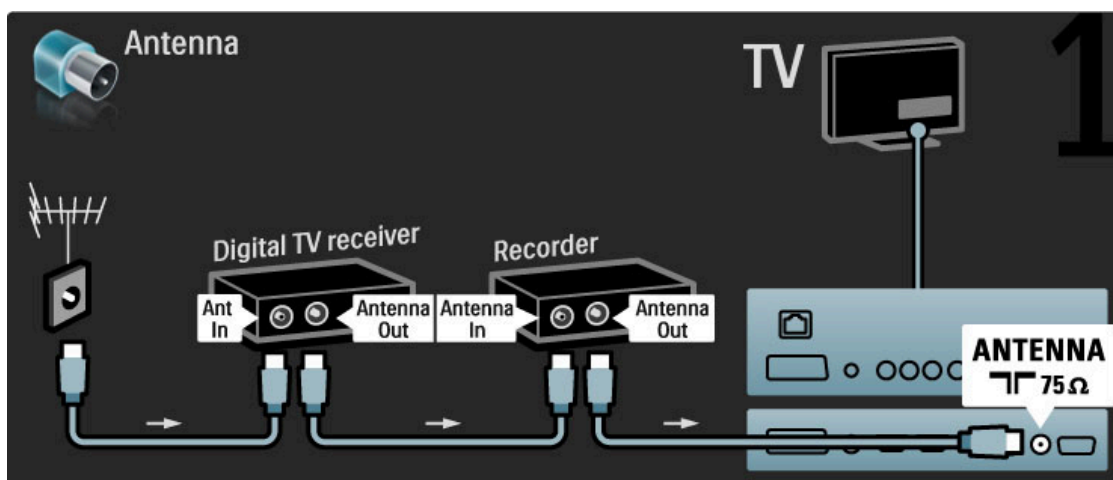 Antenna
TV
1
Digital TV receiver
Recorder
Ant
In
Antenna
Out
Antenna
In
Antenna
Out
ANTENNA
75Ω